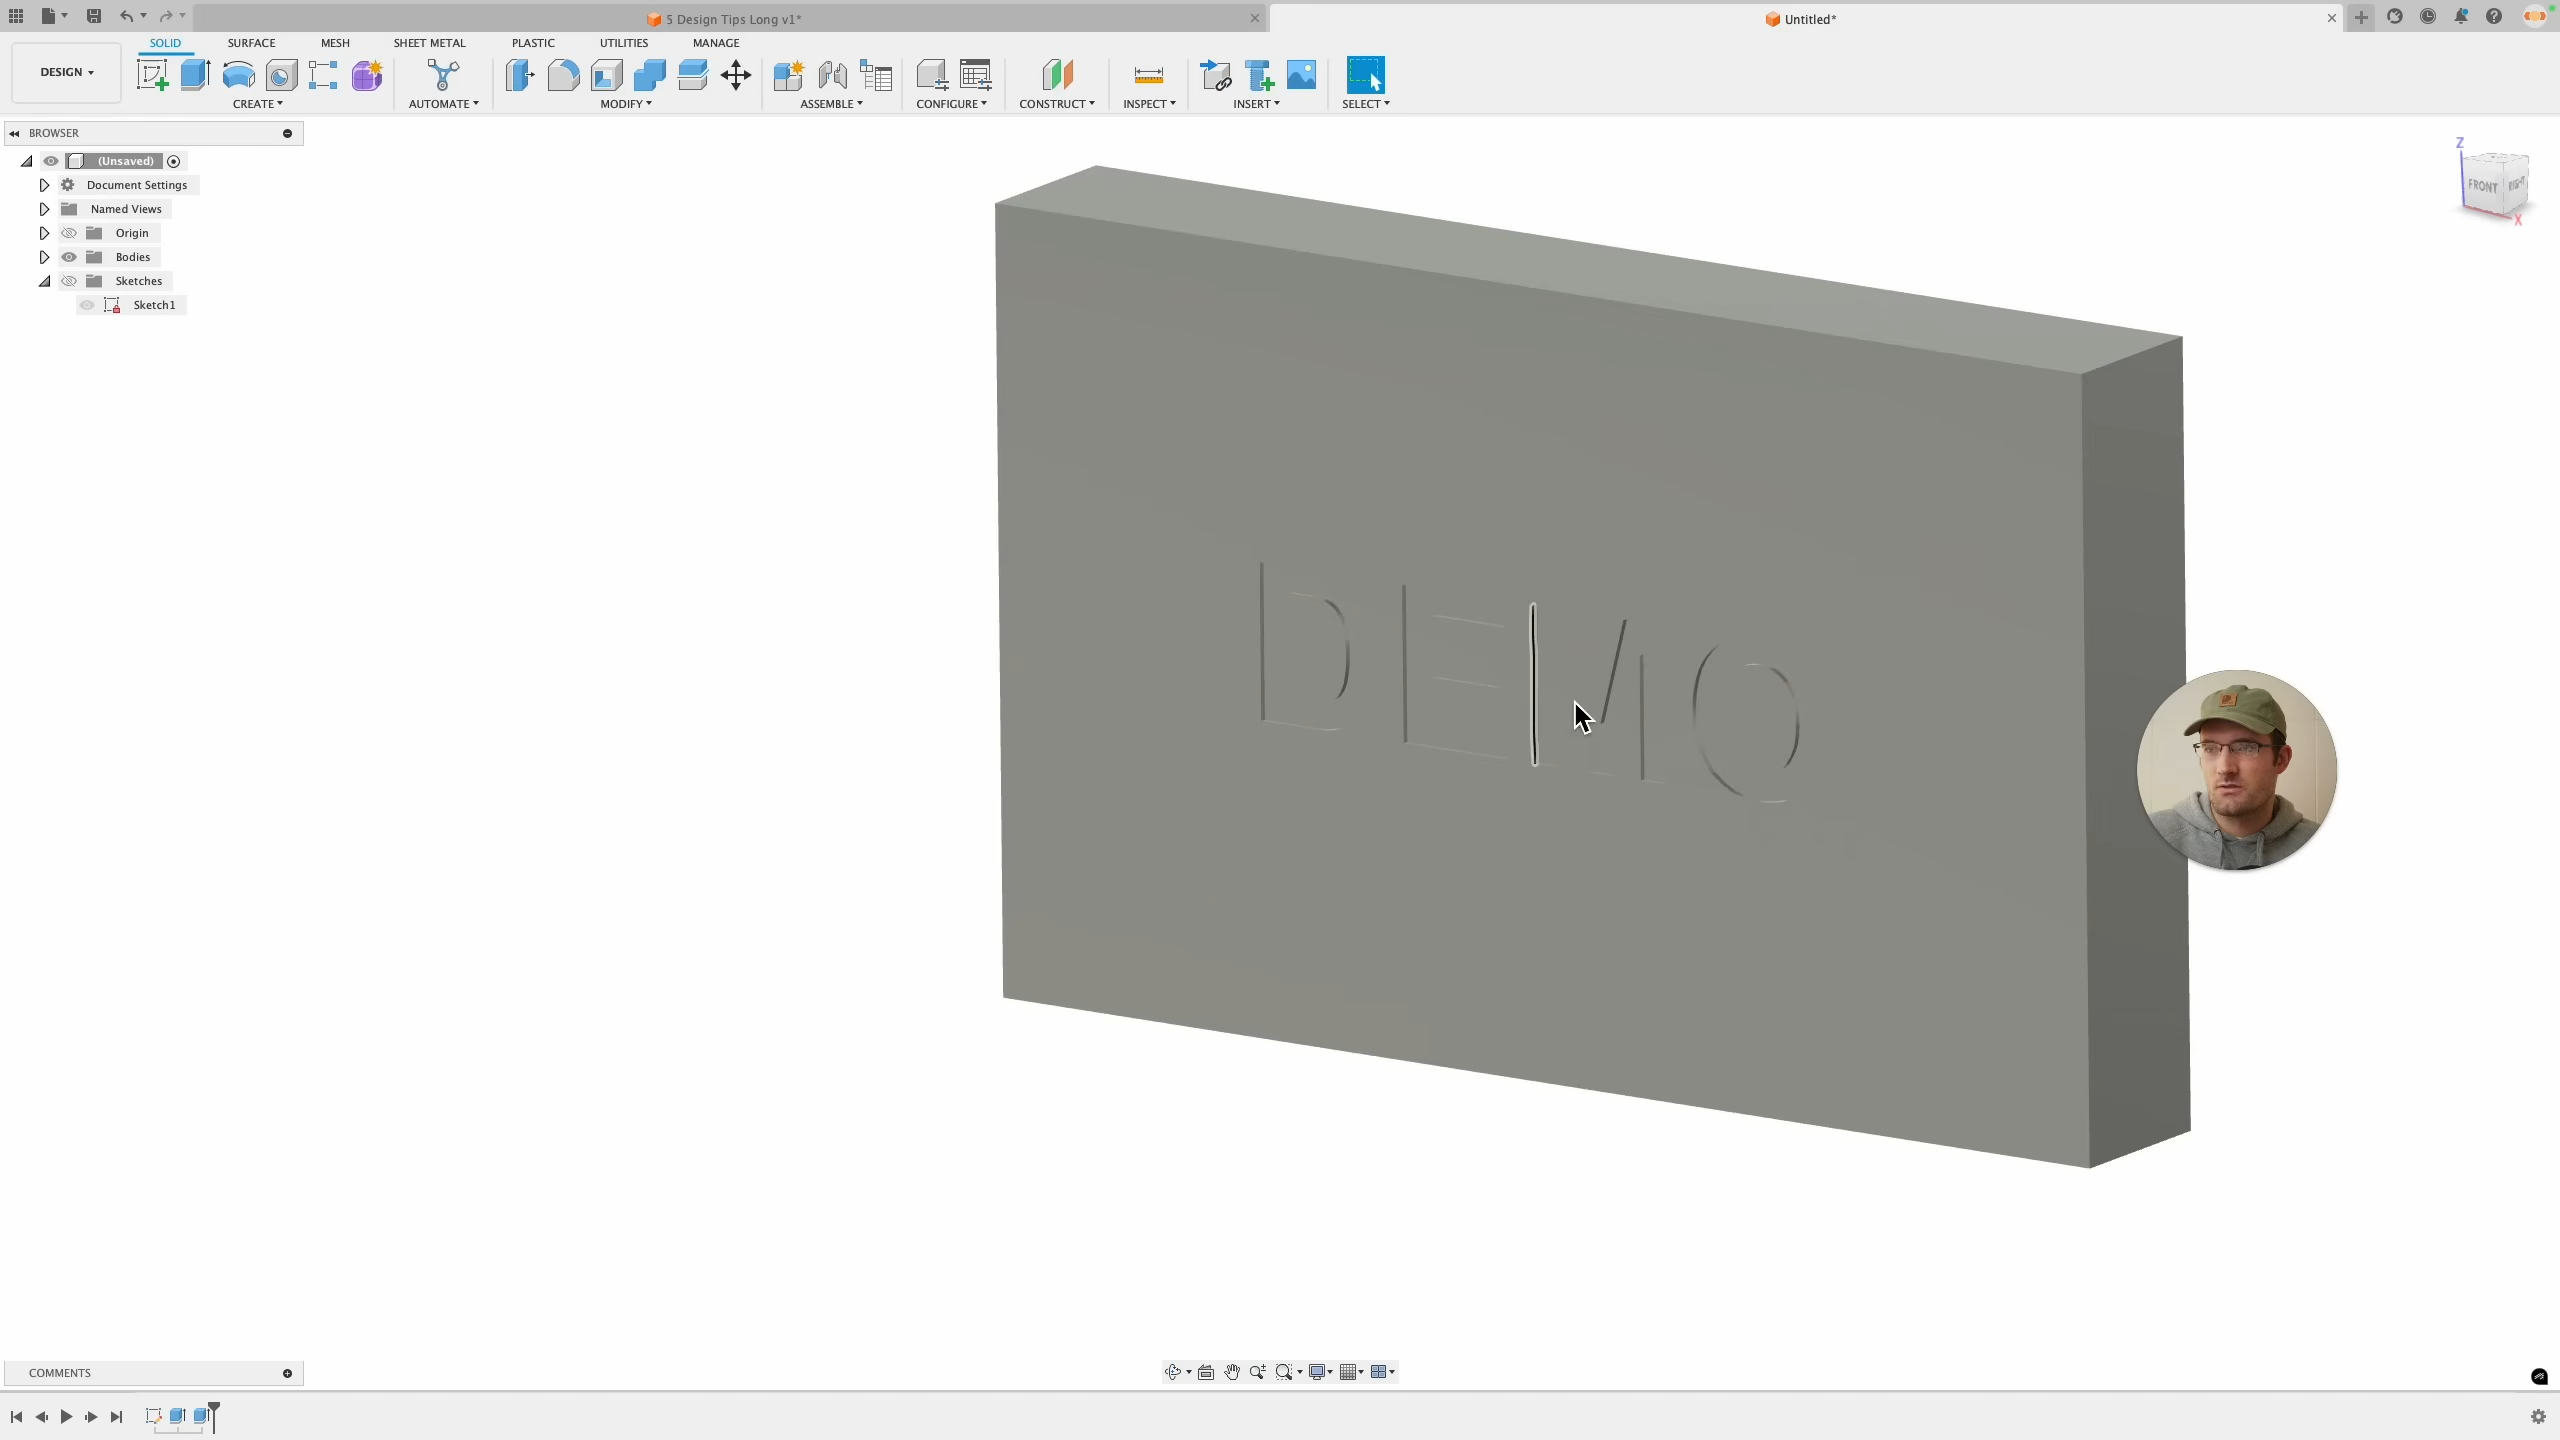 5 Design Tips Long v1*
Untitled*
DESIGN
SOLID
SURFACE
MESH
SHEET METAL
PLASTIC
UTILITIES
MANAGE
CREATE
AUTOMATE
MODIFY
ASSEMBLE
CONFIGURE
CONSTRUCT
INSPECT
INSERT
SELECT
BROWSER
(Unsaved)
Document Settings
Named Views
Origin
Bodies
Sketches
Sketch1
Z
FRONT
RIGHT
X
DEMO
COMMENTS